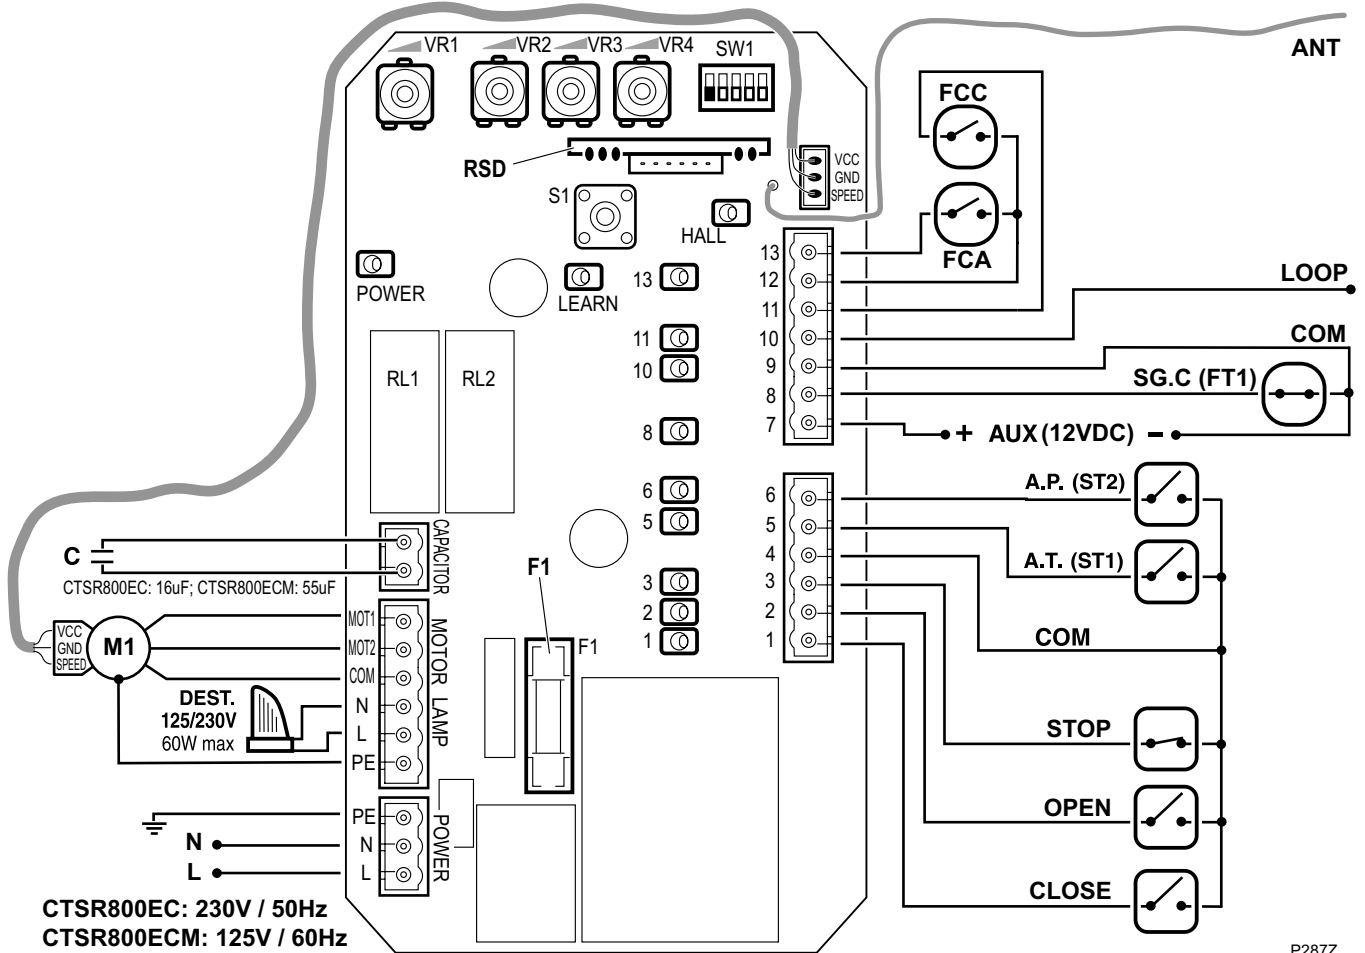 VR1 VR2 VR3 VR4 SW1
ANT
FCC
RSD
VCC
GND
SPEED
S1
HALL
FCA
POWER
LEARN
13
11
10
8
6
5
3
2
1
13
12
11
10
9
8
7
LOOP
COM
SG.C (FT1)
+ AUX (12VDC) −
RL1 RL2
6
5
4
3
2
1
A.P. (ST2)
A.T. (ST1)
COM
STOP
OPEN
CLOSE
C
CTSR800EC: 16uF; CTSR800ECM: 55uF
CAPACITOR
F1
F1
VCC
GND
SPEED
M1
MOT1
MOT2
COM
N
L
PE
MOTOR LAMP
DEST.
125/230V
60W max
PE
N
L
POWER
N
L
CTSR800EC: 230V / 50Hz
CTSR800ECM: 125V / 60Hz
P287Z